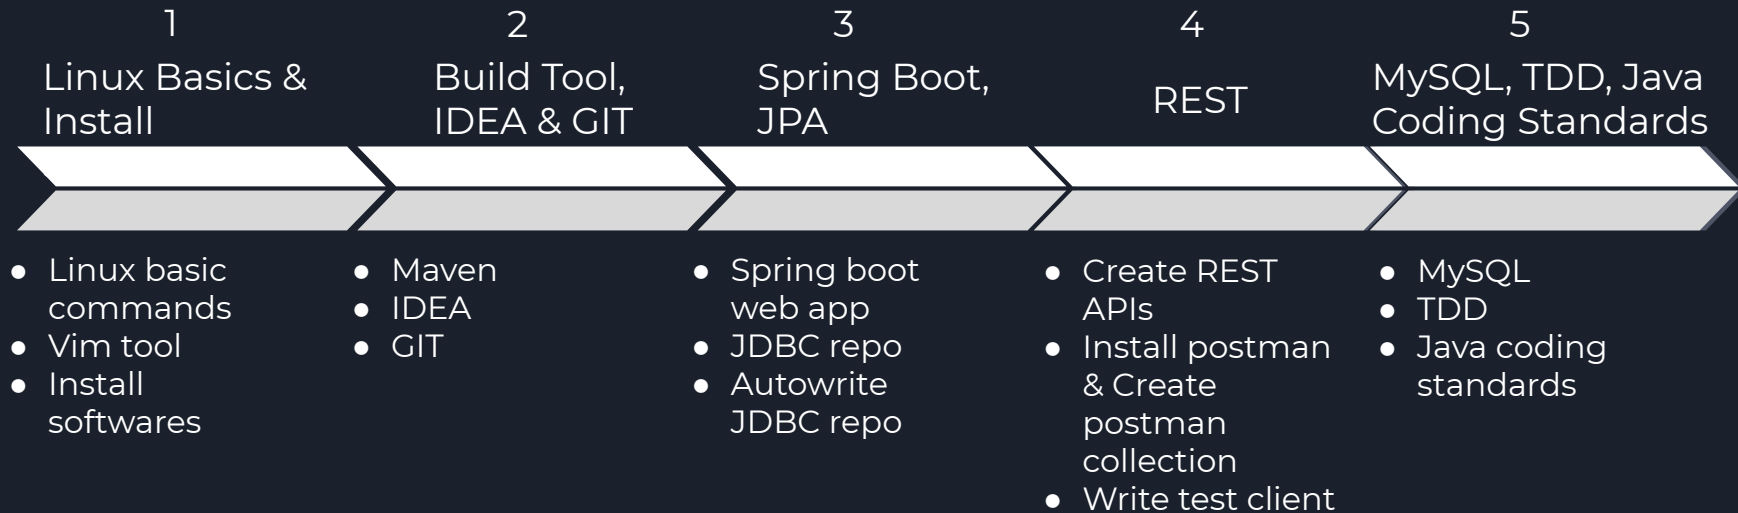 1
Linux Basics &
Install
2
Build Tool,
IDEA & GIT
3
Spring Boot,
JPA
4
REST
5
MySQL, TDD, Java
Coding Standards
● Linux basic
commands
● Vim tool
● Install
softwares
● Maven
● IDEA
● GIT
● Spring boot
web app
● JDBC repo
● Autowrite
JDBC repo
● Create REST
APIs
● Install postman
& Create
postman
collection
● Write test client
● MySQL
● TDD
● Java coding
standards